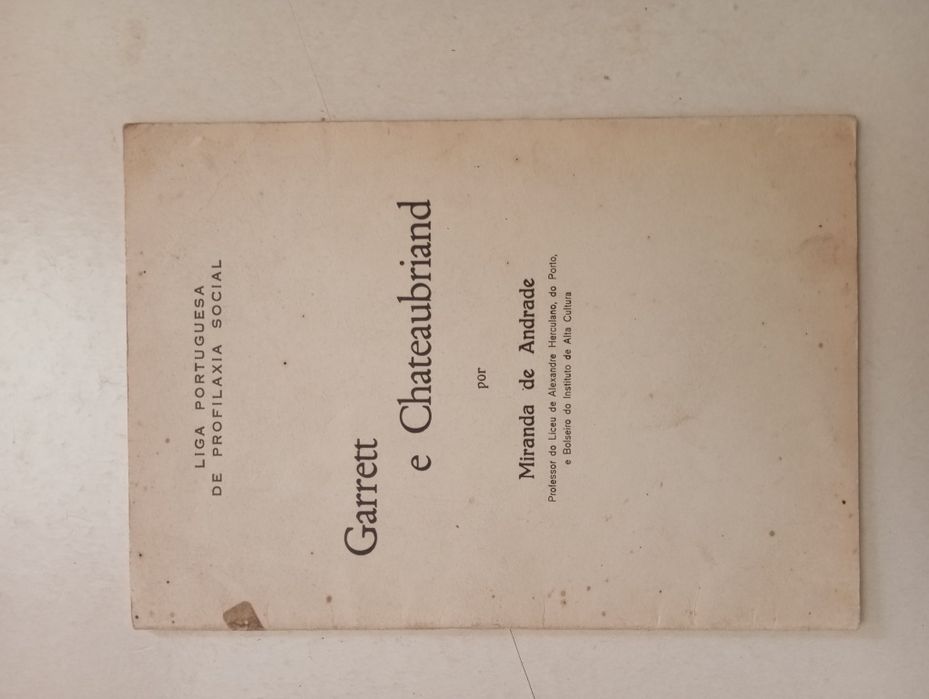 LIGA PORTUGUESA
DE PROFILAXIA SOCIAL
Garrett
e Chateaubriand
por
Miranda de Andrade
Professor do Liceu de Alexandre Herculano, do Porto,
e Bolseiro do Instituto de Alta Cultura